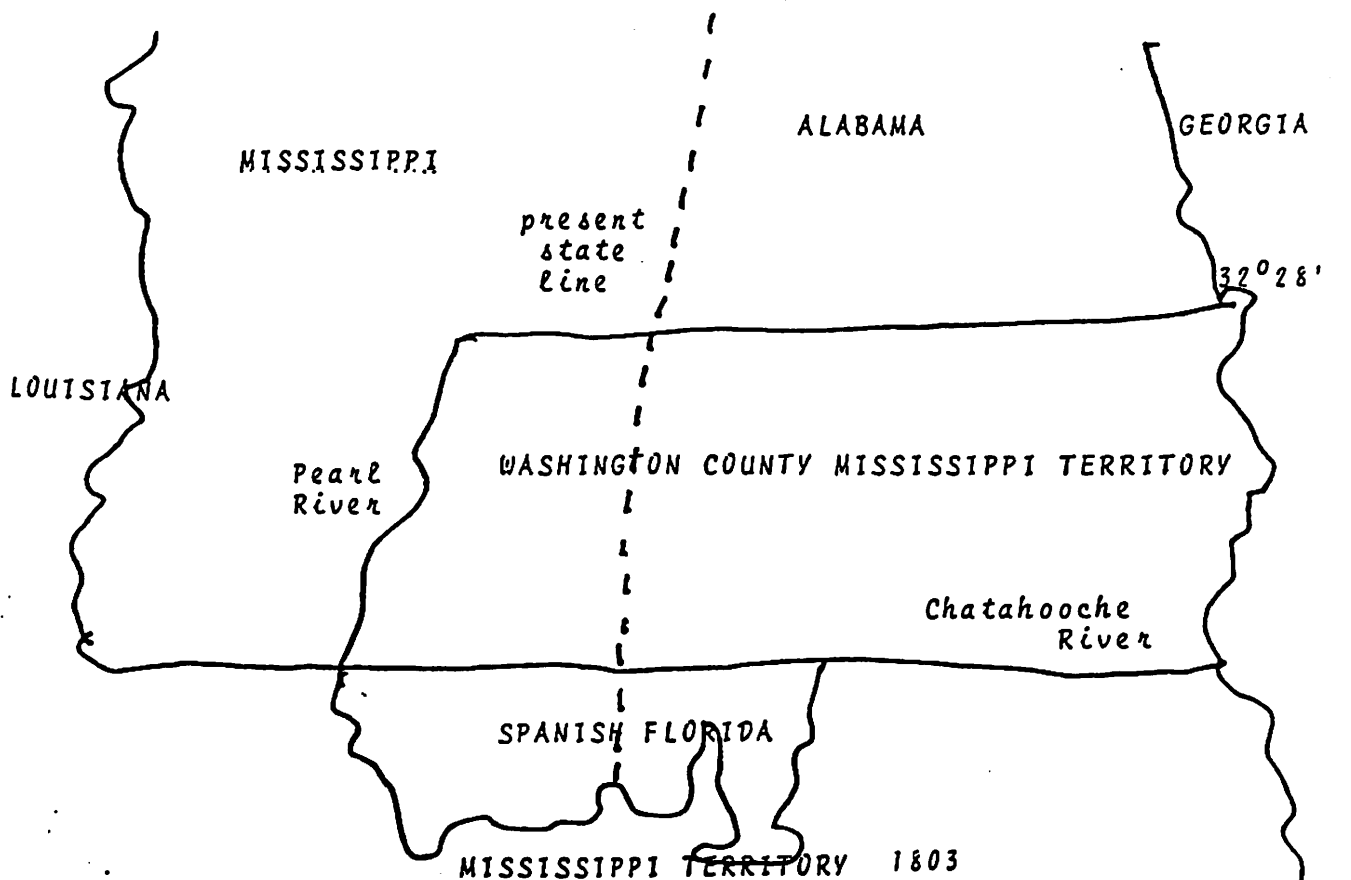 ALABAMA
GEORGIA
MISSISSIPPI
present
state
line
32°28'
LOUISIANA
WASHINGTON COUNTY MISSISSIPPI TERRITORY
Pearl
River
Chatahooche
River
SPANISH FLORIDA
MISSISSIPPI TERRITORY 1803